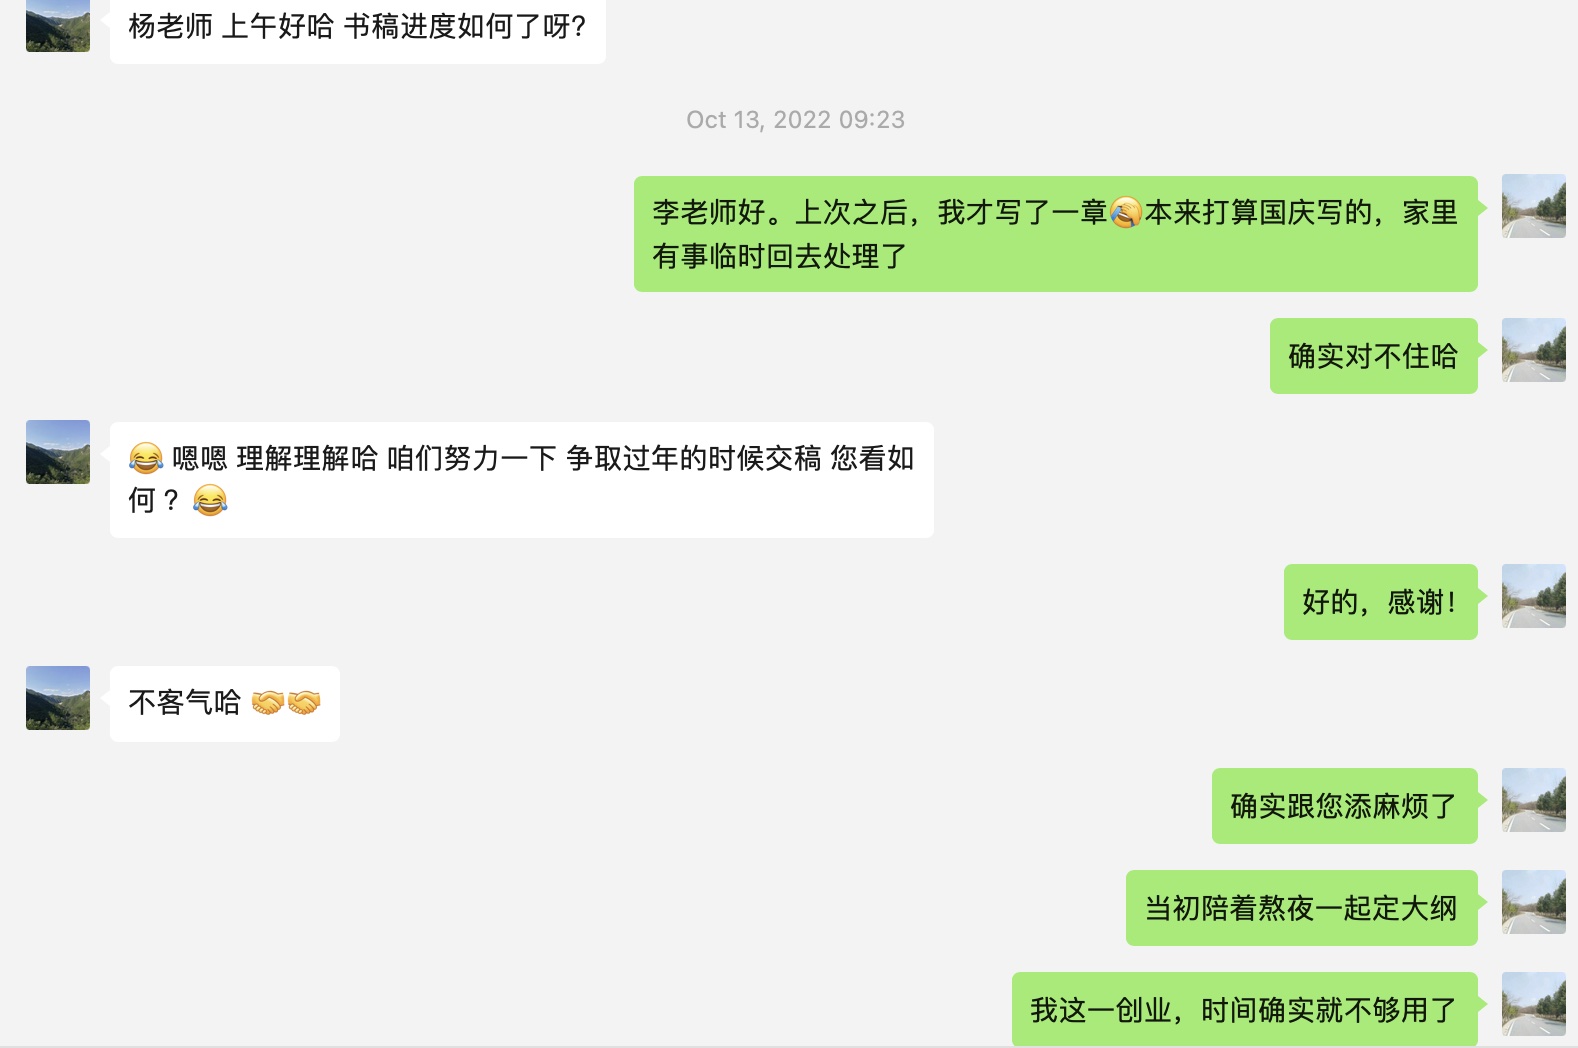 杨老师 上午好哈 书稿进度如何了呀?
Oct 13, 2022 09:23
李老师好。上次之后，我才写了一章🤦本来打算国庆写的，家里
有事临时回去处理了
确实对不住哈
😂 嗯嗯 理解理解哈 咱们努力一下 争取过年的时候交稿 您看如
何？ 😂
好的，感谢！
不客气哈 🤝🤝
确实跟您添麻烦了
当初陪着熬夜一起定大纲
我这一创业，时间确实就不够用了